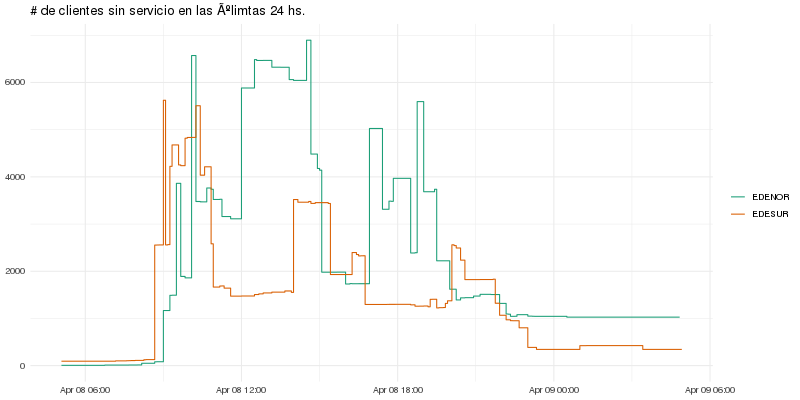 # de clientes sin servicio en las Ãºlimtas 24 hs.
6000
4000
2000
0
Apr 08 06:00
Apr 08 12:00
Apr 08 18:00
Apr 09 00:00
Apr 09 06:00
EDENOR
EDESUR